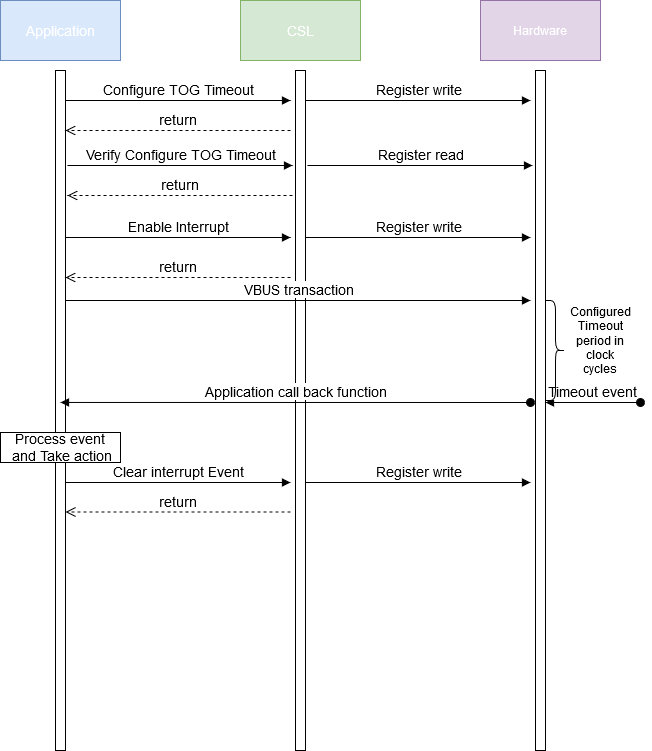 Application
CSL
Hardware
Configure TOG Timeout
Register write
return
Verify Configure TOG Timeout
Register read
return
Enable Interrupt
Register write
return
VBUS transaction
Configured
Timeout
period in
clock
cycles
Application call back function
Timeout event
Process event
and Take action
Clear interrupt Event
Register write
return